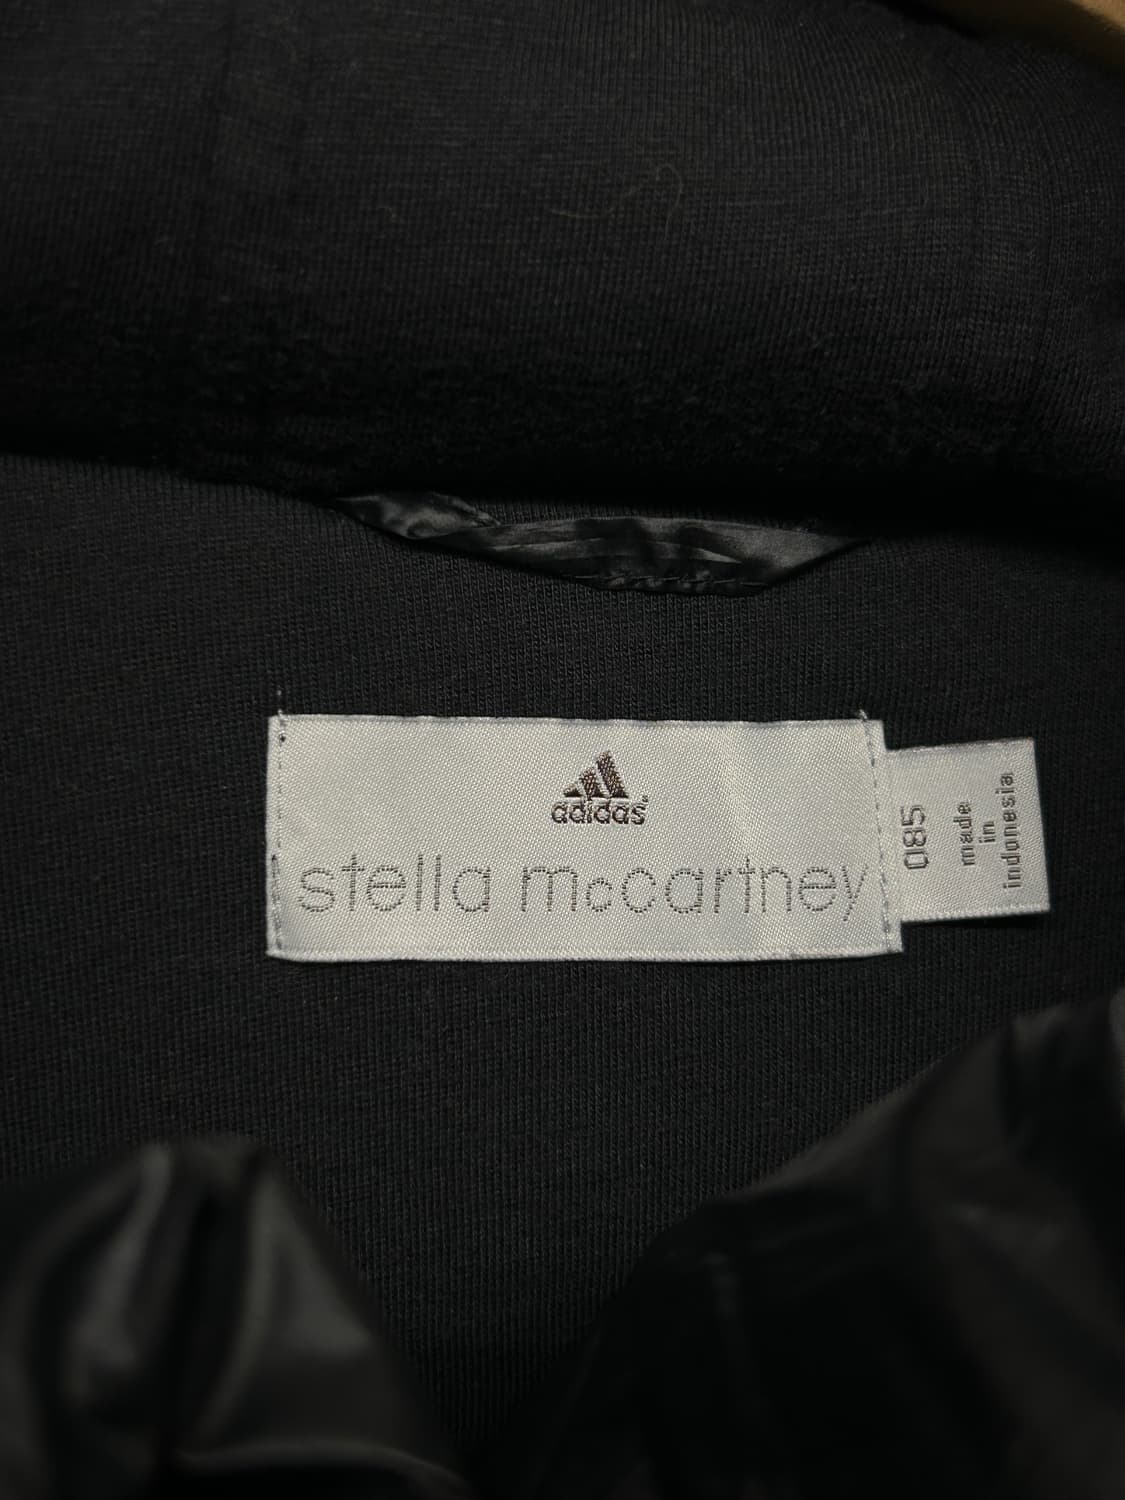 adidas®
stella mccartney
085
made
in
indonesia